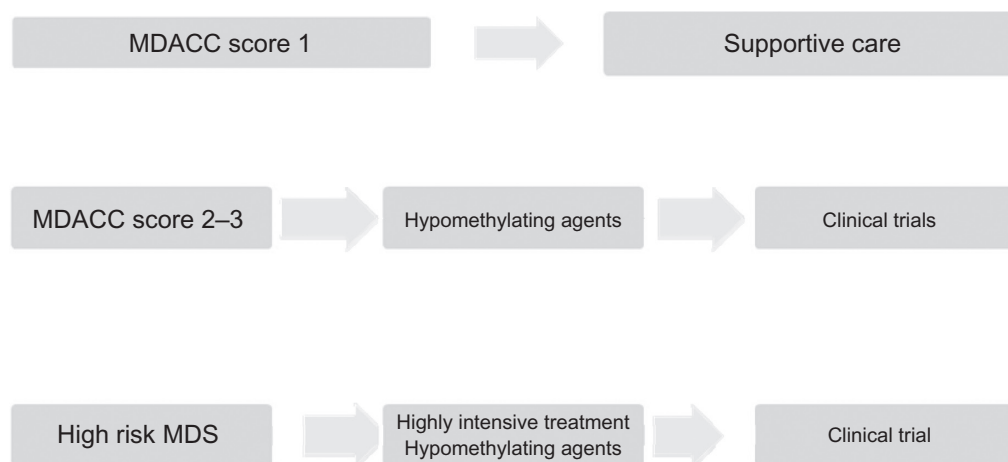 MDACC score 1
Supportive care
MDACC score 2–3
Hypomethylating agents
Clinical trials
High risk MDS
Highly intensive treatment
Hypomethylating agents
Clinical trial